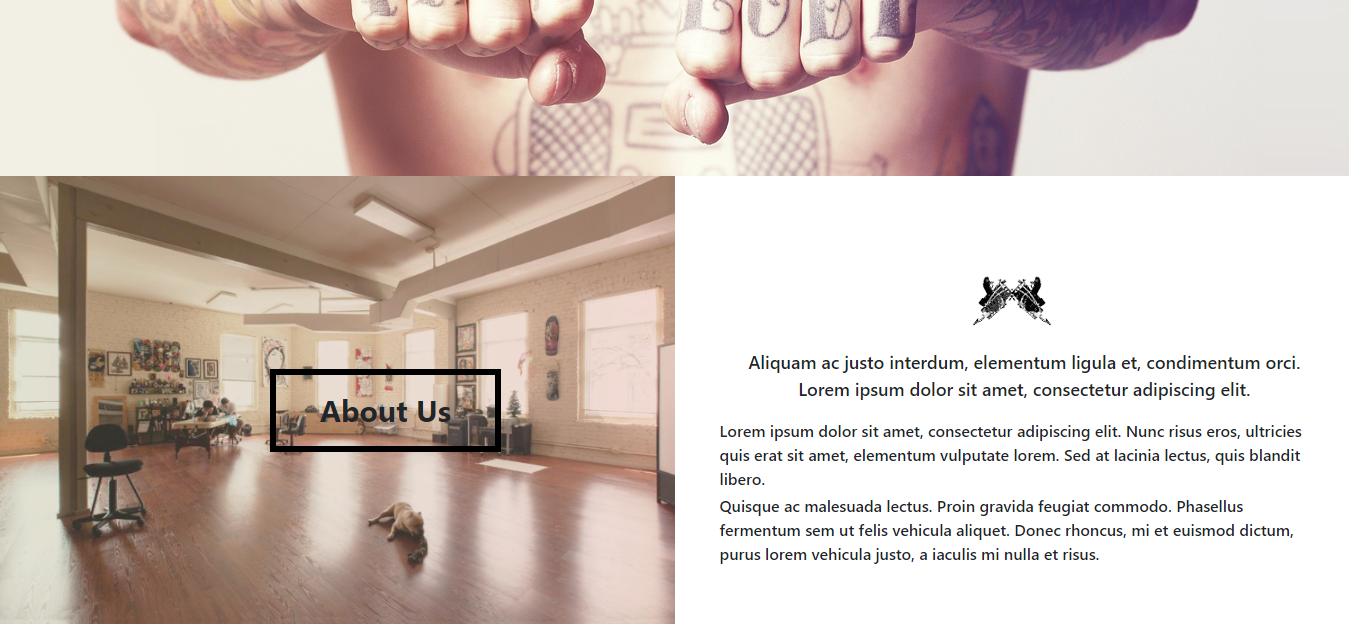 About Us
Aliquam ac justo interdum, elementum ligula et, condimentum orci.
Lorem ipsum dolor sit amet, consectetur adipiscing elit.
Lorem ipsum dolor sit amet, consectetur adipiscing elit. Nunc risus eros, ultricies
quis erat sit amet, elementum vulputate lorem. Sed at lacinia lectus, quis blandit
libero.
Quisque ac malesuada lectus. Proin gravida feugiat commodo. Phasellus
fermentum sem ut felis vehicula aliquet. Donec rhoncus, mi et euismod dictum,
purus lorem vehicula justo, a iaculis mi nulla et risus.